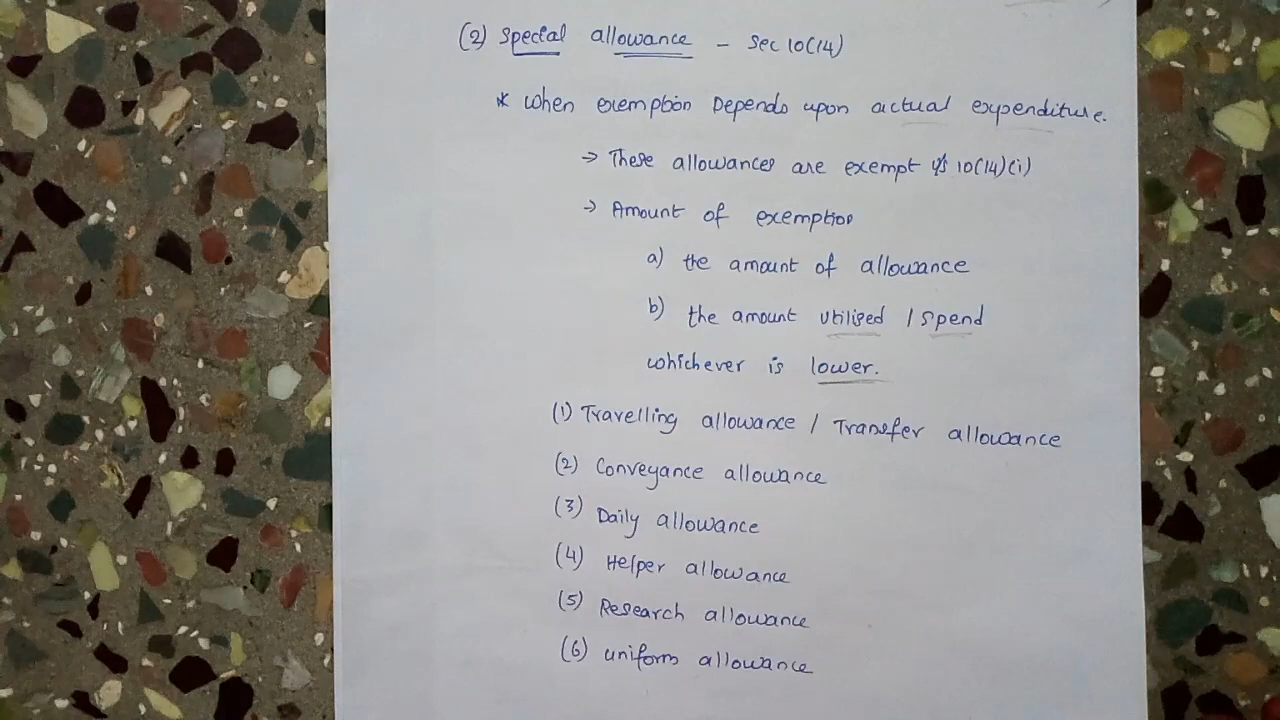 (2) Special allowance - Sec 10(14)
* When exemption Depends upon actual expenditure.
→ These allowances are exempt u/s 10(14)(i)
→ Amount of exemption
a) the amount of allowance
b) the amount utilised / spend
whichever is lower.
(1) Travelling allowance / Transfer allowance
(2) Conveyance allowance
(3) Daily allowance
(4) Helper allowance
(5) Research allowance
(6) uniform allowance